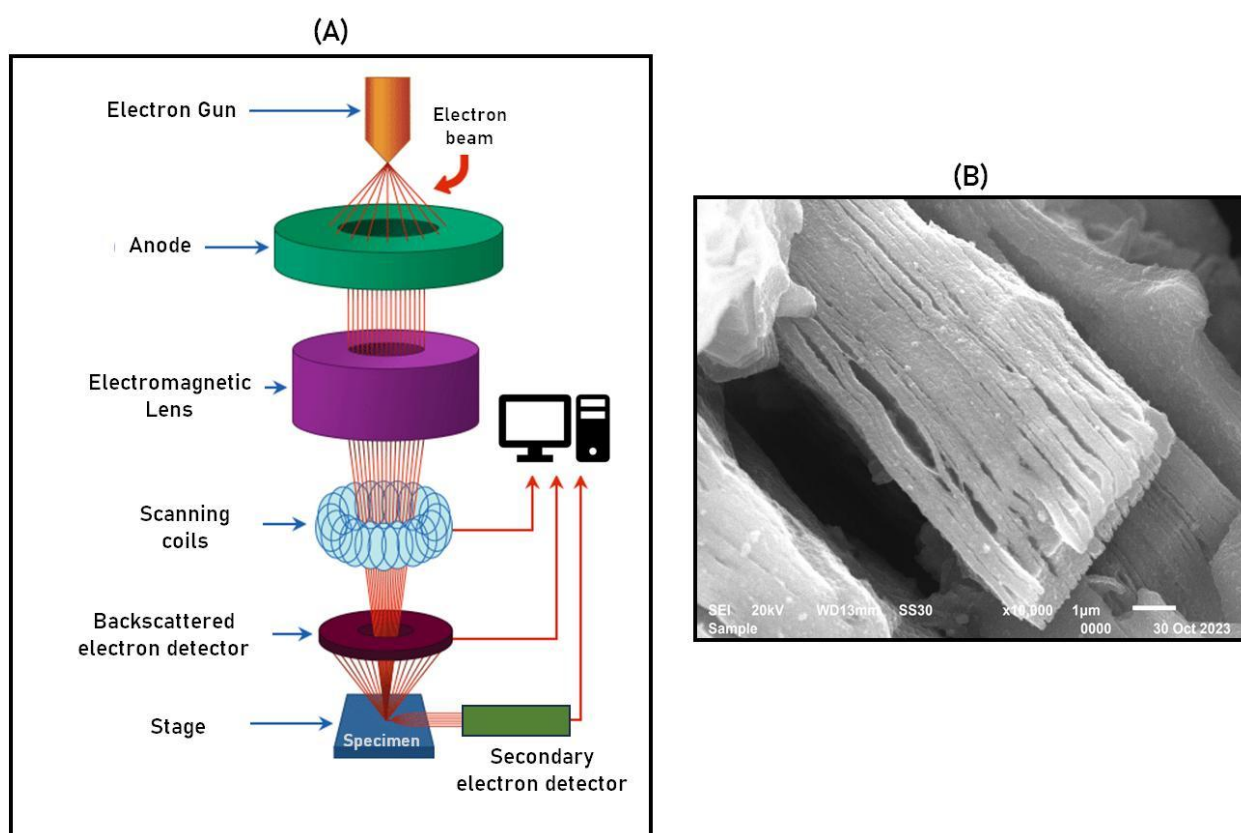 (A)
Electron Gun
Electron
beam
Anode
Electromagnetic
Lens
Scanning
coils
Backscattered
electron detector
Stage
Specimen
Secondary
electron detector
(B)
SEI 20kV WD13mm SS30 x10,000 1μm
Sample 0000 30 Oct 2023